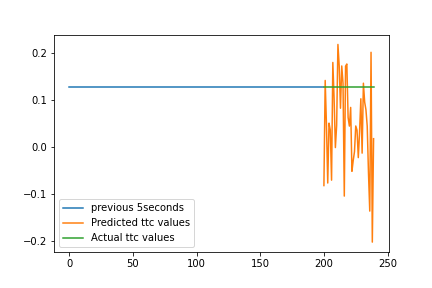 0.2
0.1
0.0
−0.1
−0.2
previous 5seconds
Predicted ttc values
Actual ttc values
0 50 100 150 200 250